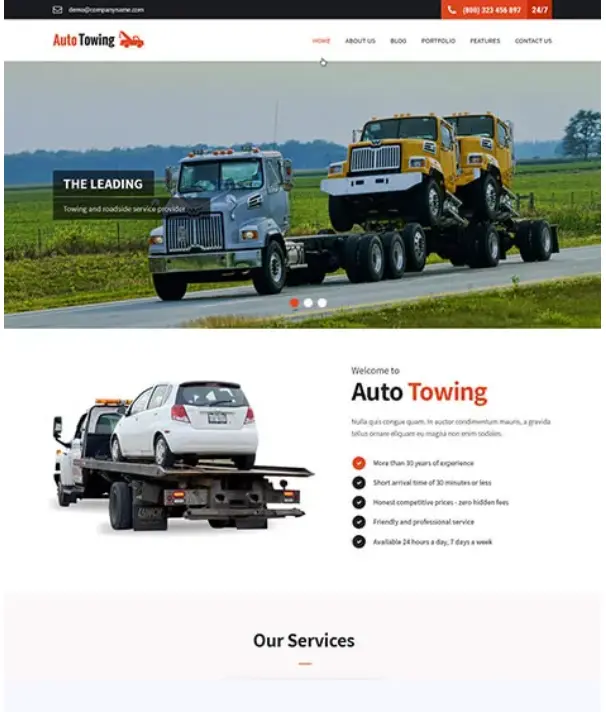 demo@companyname.com
(800) 323 456 897 24/7
Auto Towing
HOME ABOUT US BLOG PORTFOLIO FEATURES CONTACT US
THE LEADING
Towing and roadside service provider
Welcome to
Auto Towing
Nulla quis congue quam. In auctor condimentum mauris, a gravida
tellus ornare eliquam eu magna non enim sodales.
More than 30 years of experience
Short arrival time of 30 minutes or less
Honest competitive prices - zero hidden fees
Friendly and professional service
Available 24 hours a day, 7 days a week
Our Services